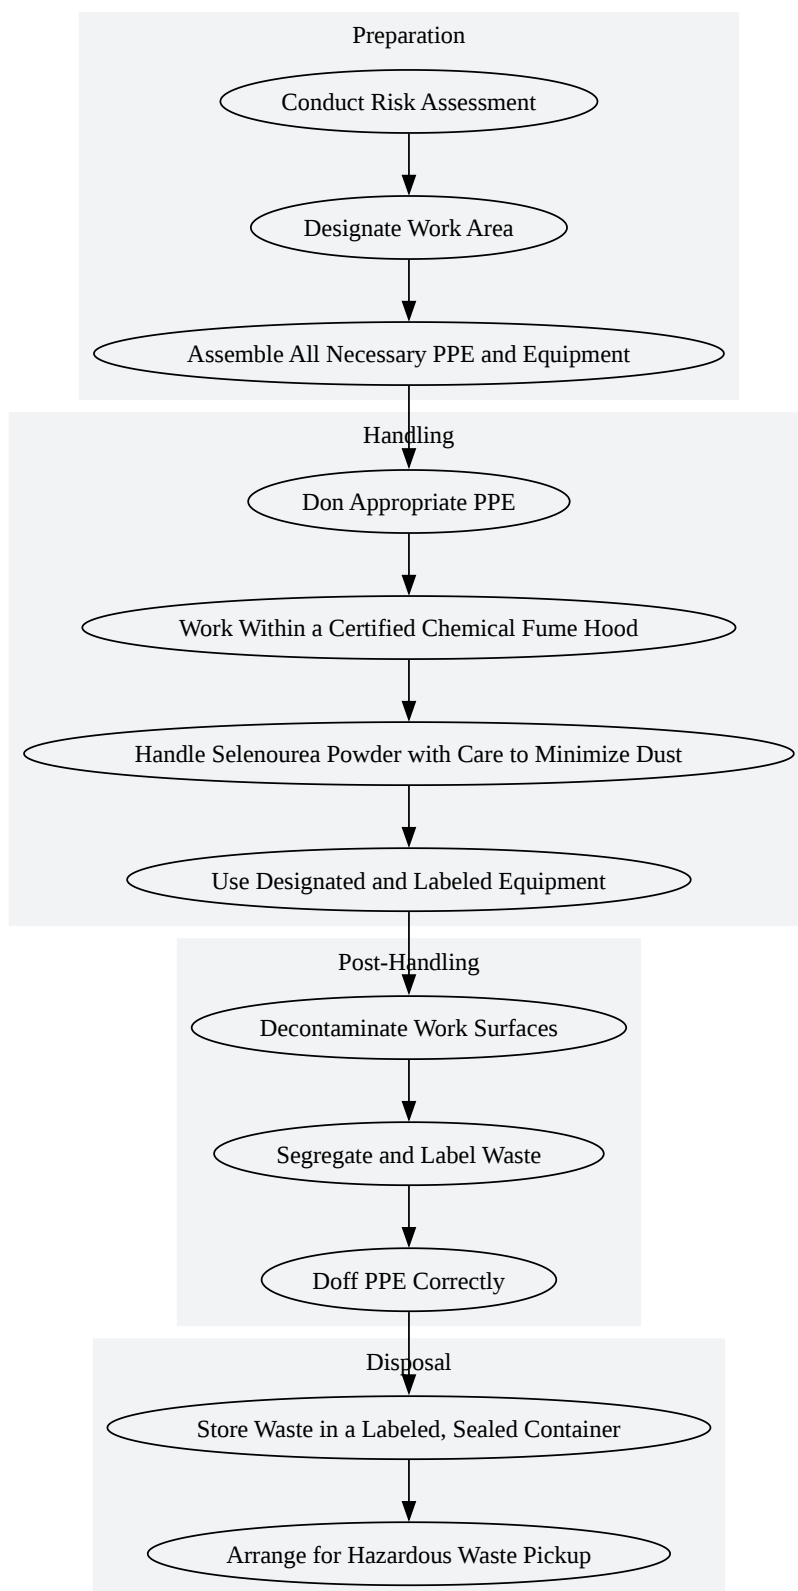 Preparation
Conduct Risk Assessment
Designate Work Area
Assemble All Necessary PPE and Equipment
Handling
Don Appropriate PPE
Work Within a Certified Chemical Fume Hood
Handle Selenourea Powder with Care to Minimize Dust
Use Designated and Labeled Equipment
Post-Handling
Decontaminate Work Surfaces
Segregate and Label Waste
Doff PPE Correctly
Disposal
Store Waste in a Labeled, Sealed Container
Arrange for Hazardous Waste Pickup